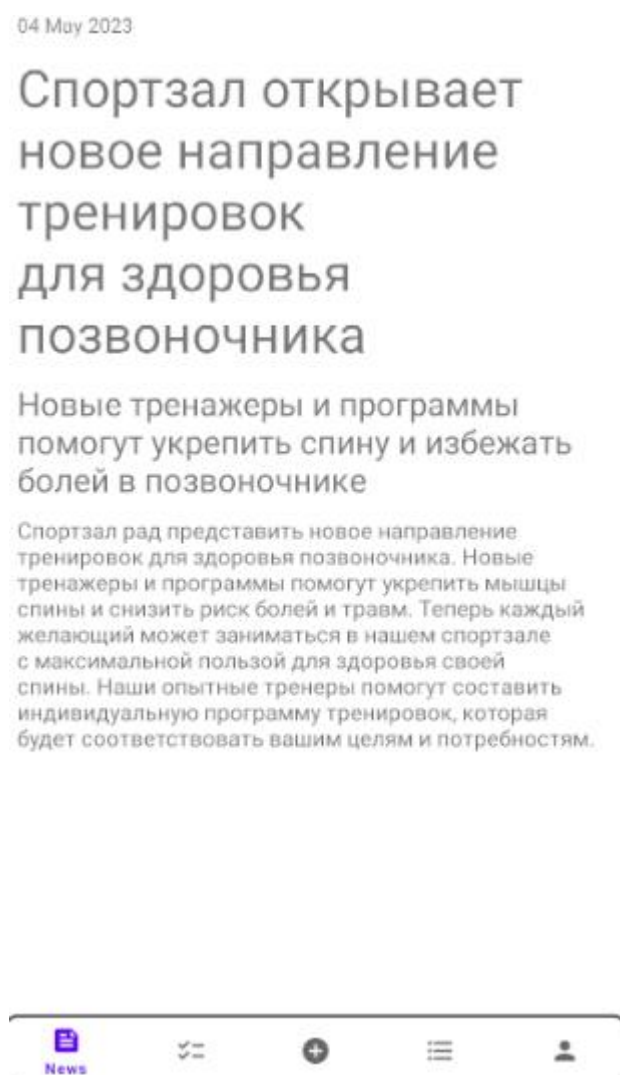 04 May 2023
Спортзал открывает
новое направление
тренировок
для здоровья
позвоночника
Новые тренажеры и программы
помогут укрепить спину и избежать
болей в позвоночнике
Спортзал рад представить новое направление
тренировок для здоровья позвоночника. Новые
тренажеры и программы помогут укрепить мышцы
спины и снизить риск болей и травм. Теперь каждый
желающий может заниматься в нашем спортзале
с максимальной пользой для здоровья своей
спины. Наши опытные тренеры помогут составить
индивидуальную программу тренировок, которая
будет соответствовать вашим целям и потребностям.
News